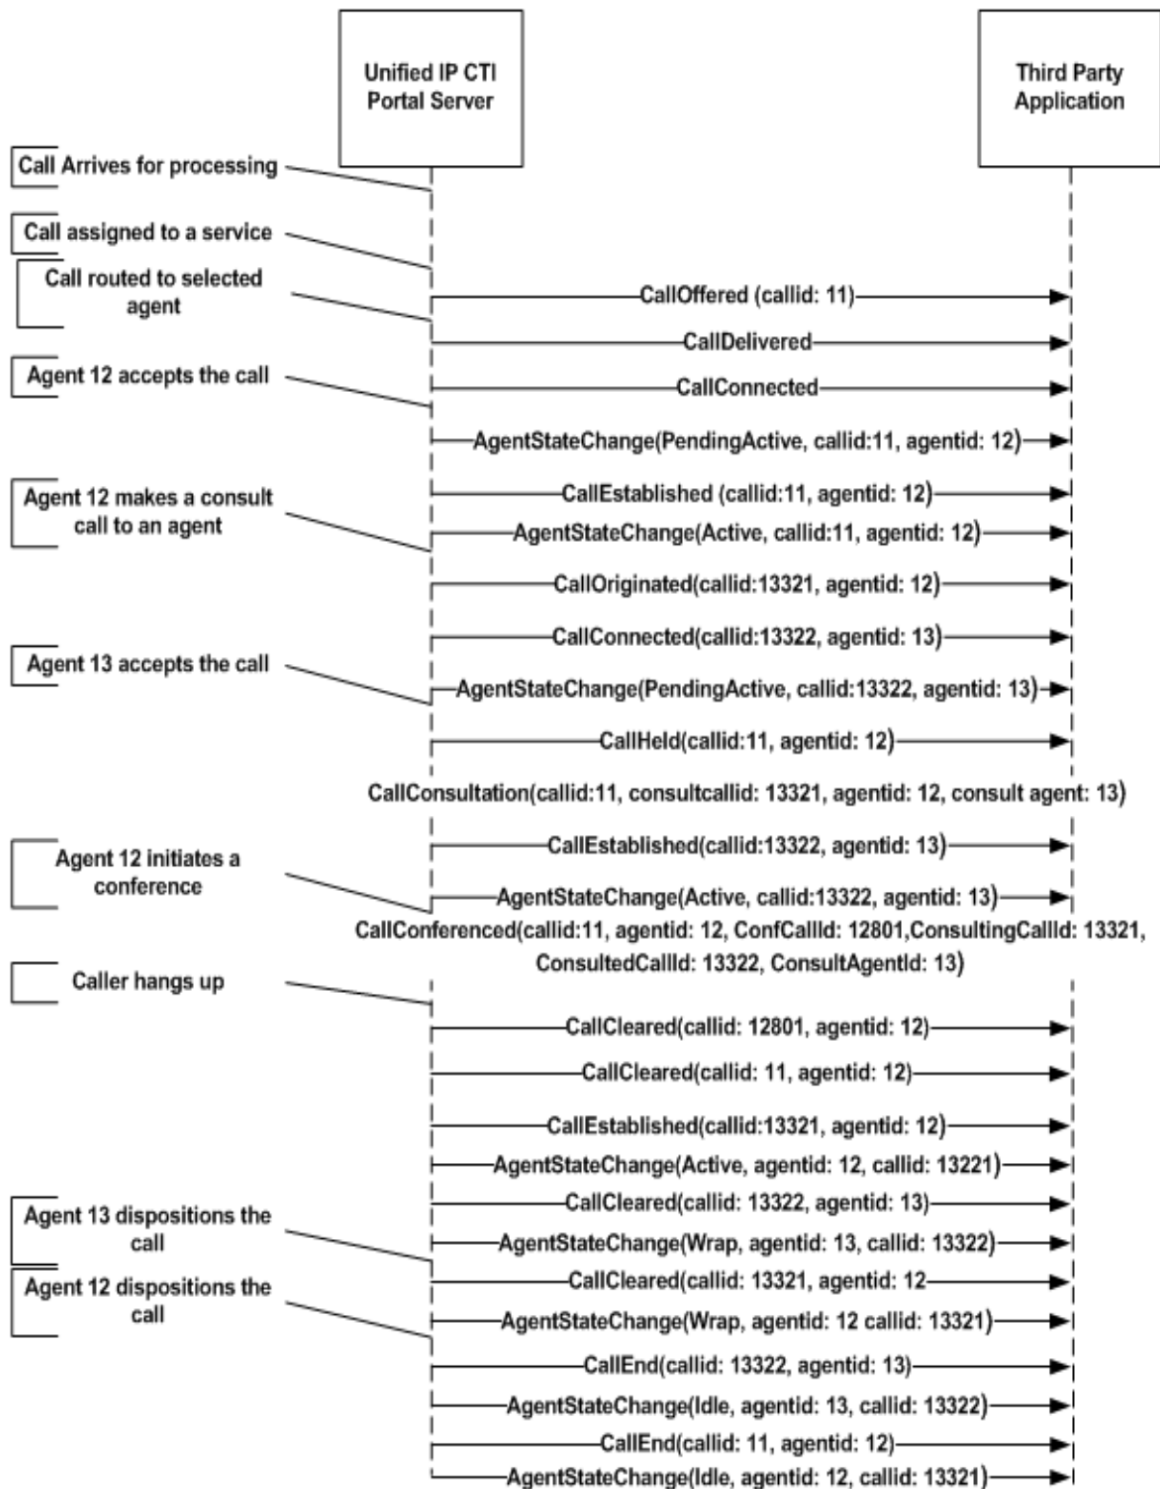 Unified IP CTI
Portal Server
Third Party
Application
Call Arrives for processing
Call assigned to a service
Call routed to selected
agent
CallOffered (callid: 11)
CallDelivered
Agent 12 accepts the call
CallConnected
AgentStateChange(PendingActive, callid:11, agentid: 12)
Agent 12 makes a consult
call to an agent
CallEstablished (callid:11, agentid: 12)
AgentStateChange(Active, callid:11, agentid: 12)
CallOriginated(callid:13321, agentid: 12)
CallConnected(callid:13322, agentid: 13)
Agent 13 accepts the call
AgentStateChange(PendingActive, callid:13322, agentid: 13)
CallHeld(callid:11, agentid: 12)
CallConsultation(callid:11, consultcallid: 13321, agentid: 12, consult agent: 13)
CallEstablished(callid:13322, agentid: 13)
Agent 12 initiates a
conference
AgentStateChange(Active, callid:13322, agentid: 13)
CallConferenced(callid:11, agentid: 12, ConfCallId: 12801,ConsultingCallId: 13321,
ConsultedCallId: 13322, ConsultAgentId: 13)
Caller hangs up
CallCleared(callid: 12801, agentid: 12)
CallCleared(callid: 11, agentid: 12)
CallEstablished(callid:13321, agentid: 12)
AgentStateChange(Active, agentid: 12, callid: 13221)
CallCleared(callid: 13322, agentid: 13)
Agent 13 dispositions the
call
AgentStateChange(Wrap, agentid: 13, callid: 13322)
CallCleared(callid: 13321, agentid: 12
Agent 12 dispositions the
call
AgentStateChange(Wrap, agentid: 12 callid: 13321)
CallEnd(callid: 13322, agentid: 13)
AgentStateChange(Idle, agentid: 13, callid: 13322)
CallEnd(callid: 11, agentid: 12)
AgentStateChange(Idle, agentid: 12, callid: 13321)